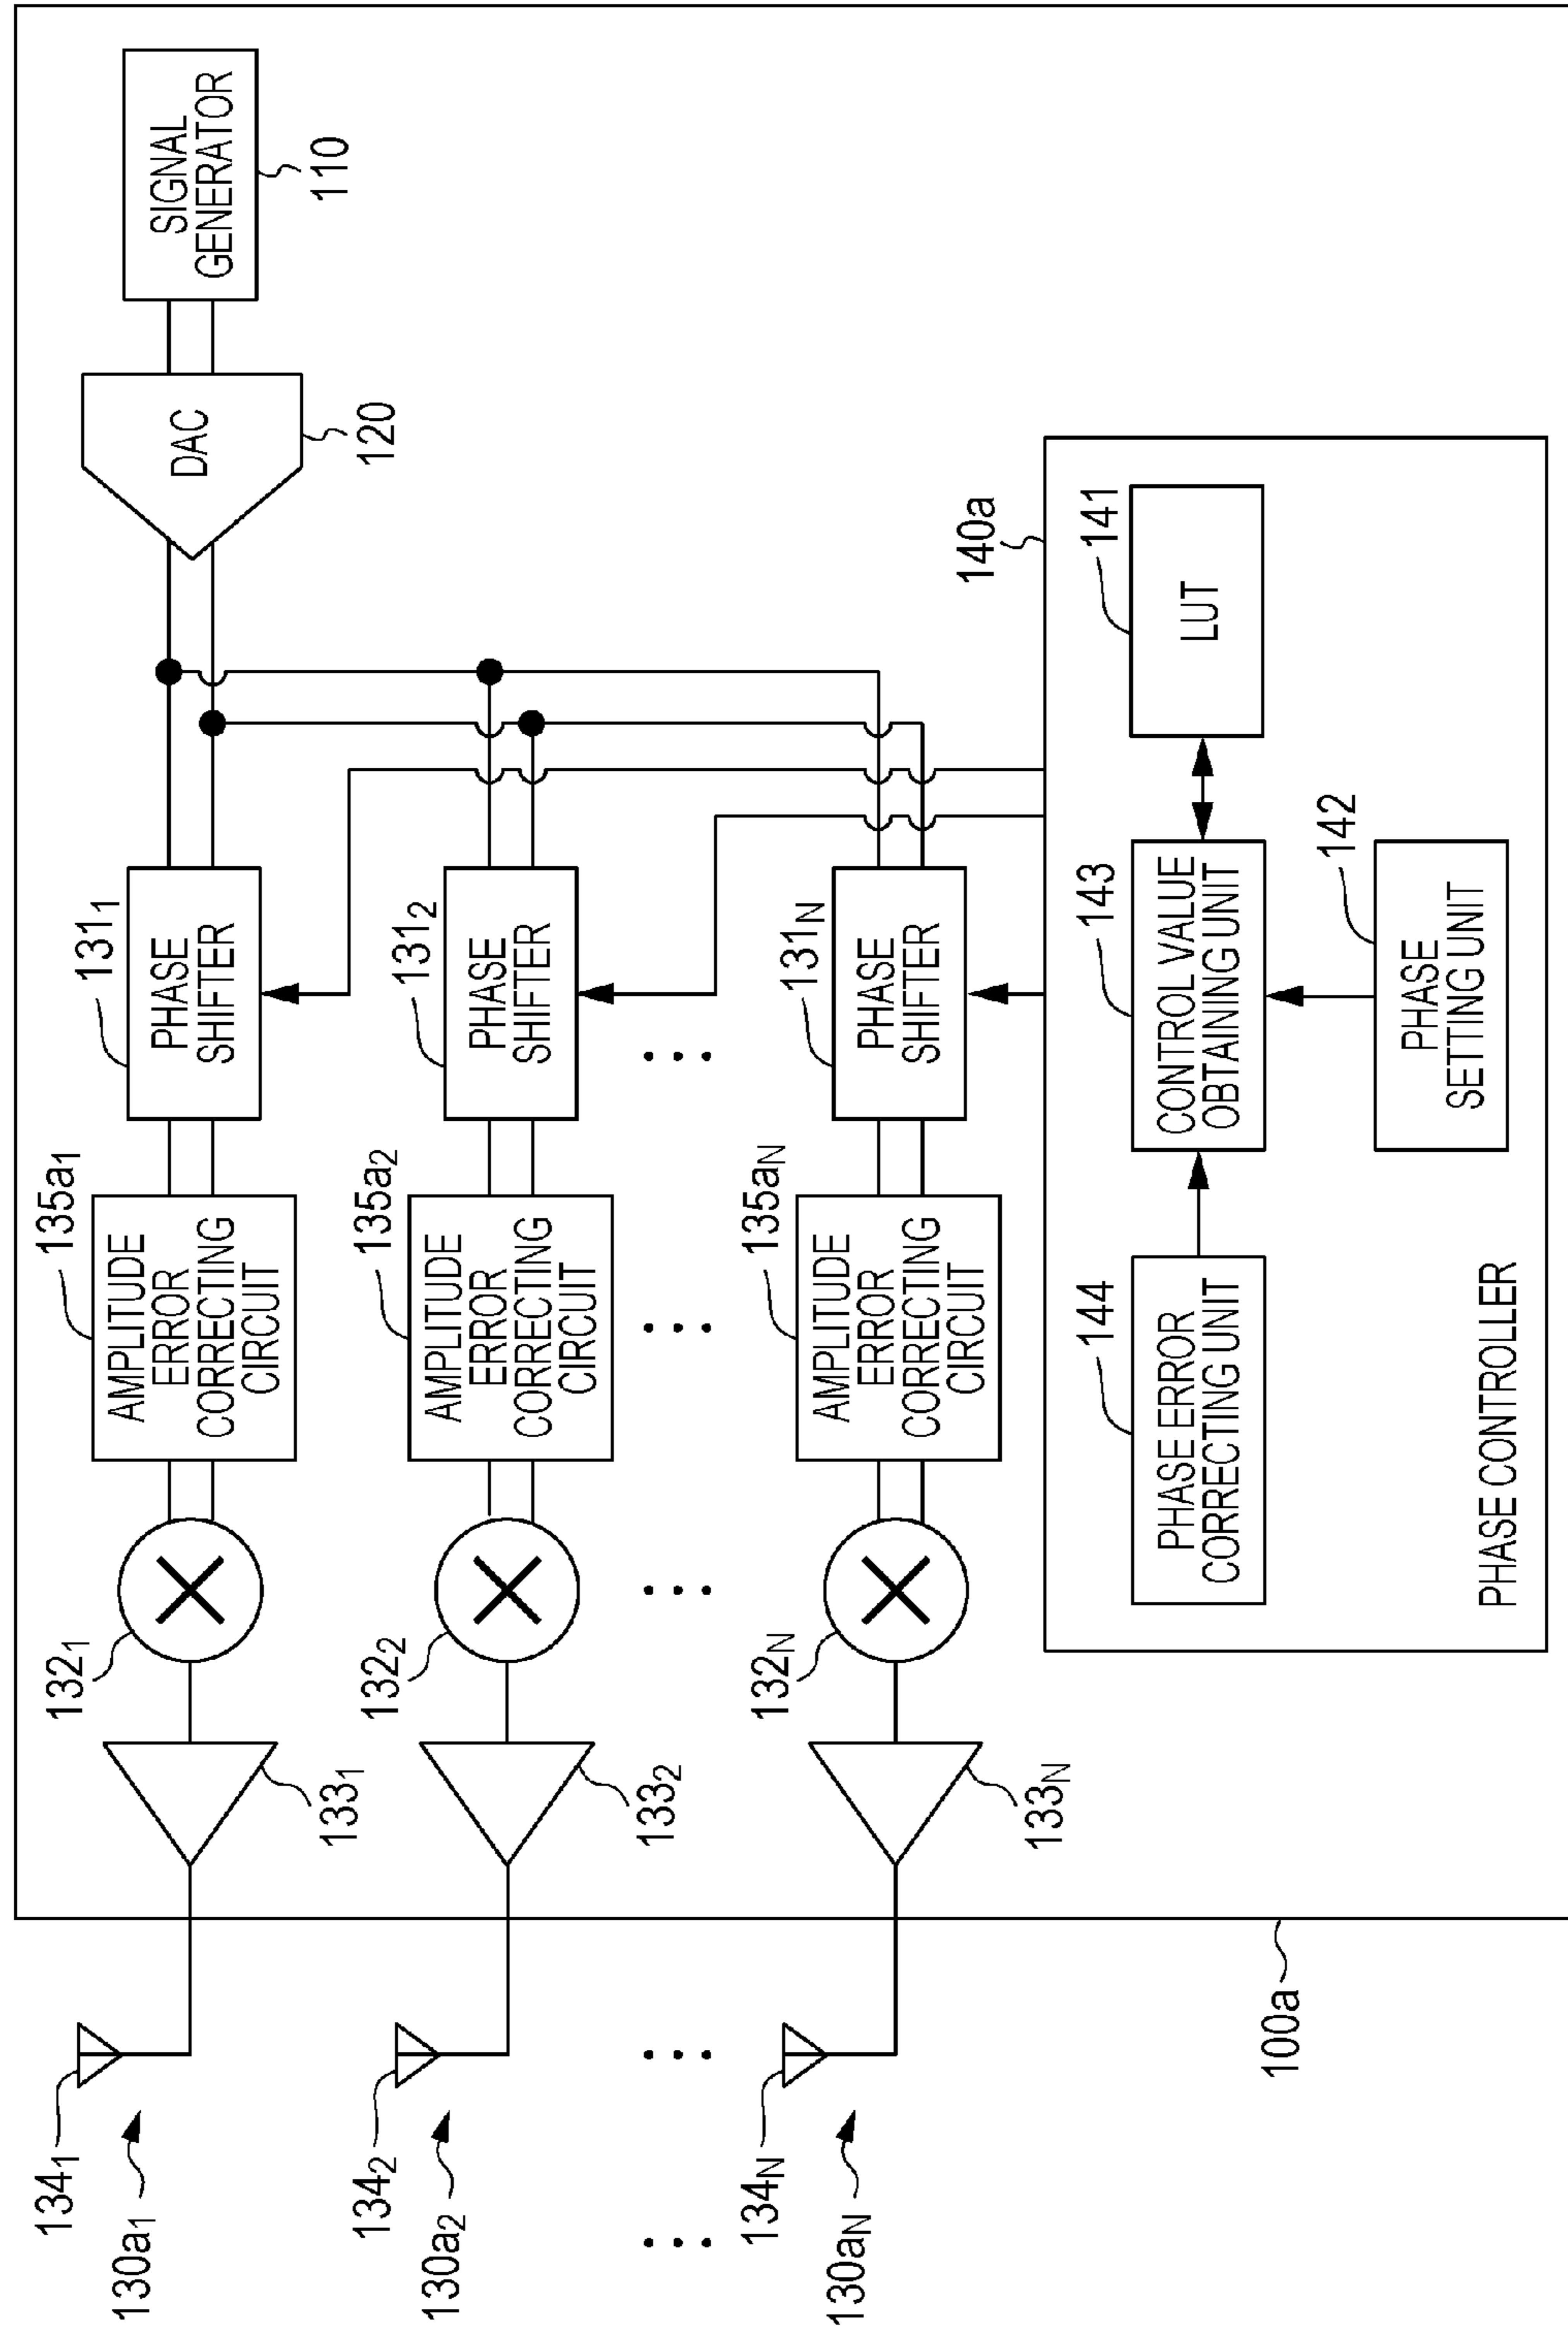 134₁
130a₁
132₁
133₁
135a₁
AMPLITUDE
ERROR
CORRECTING
CIRCUIT
131₁
PHASE
SHIFTER
DAC
120
SIGNAL
GENERATOR
110
134₂
130a₂
132₂
133₂
135a₂
AMPLITUDE
ERROR
CORRECTING
CIRCUIT
131₂
PHASE
SHIFTER
...
...
...
...
...
134N
130aN
132N
133N
135aN
AMPLITUDE
ERROR
CORRECTING
CIRCUIT
131N
PHASE
SHIFTER
140a
144
PHASE ERROR
CORRECTING UNIT
143
CONTROL VALUE
OBTAINING UNIT
141
LUT
142
PHASE
SETTING UNIT
PHASE CONTROLLER
100a